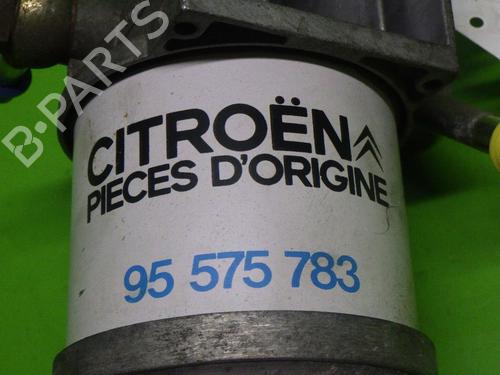 B-PARTS
CITROËN
PIECES D'ORIGINE
95 575 783